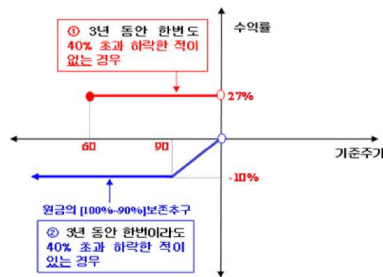 ① 3년 동안 한번도
40% 초과 하락한 적이
없는 경우
수익률
27%
60
90
기준주가
-10%
원금의 [100%~90%]보존추구
② 3년 동안 한번이라도
40% 초과 하락한 적이
있는 경우